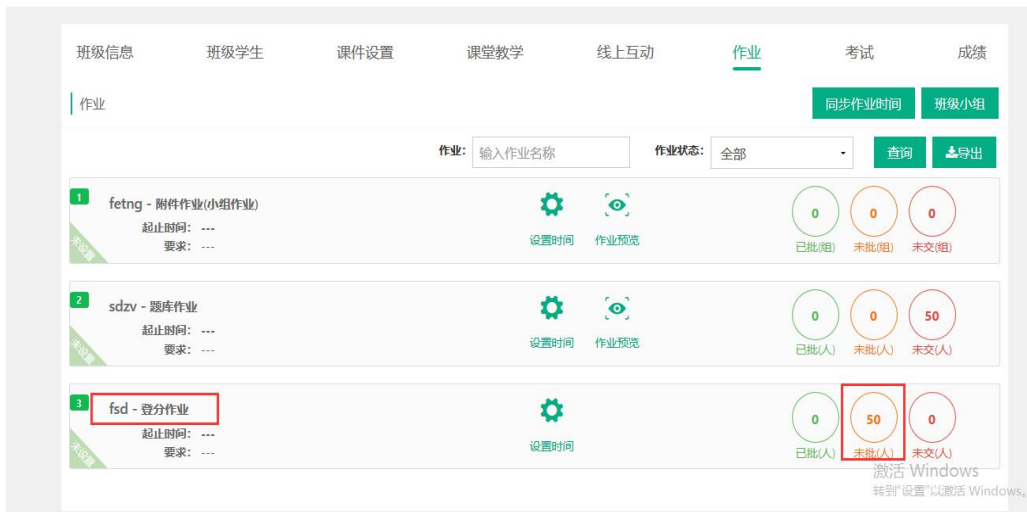 班级信息 班级学生 课件设置 课堂教学 线上互动 作业 考试 成绩
作业 同步作业时间 班级小组
作业: 输入作业名称 作业状态: 全部 查询 导出
1 fetng - 附件作业(小组作业)
起止时间: ---
要求: ---
未设置
设置时间 作业预览
0 0 0
已批(组) 未批(组) 未交(组)
2 sdzv - 题库作业
起止时间: ---
要求: ---
未设置
设置时间 作业预览
0 0 50
已批(人) 未批(人) 未交(人)
3 fsd - 登分作业
起止时间: ---
要求: ---
未设置
设置时间
0 50 0
已批(人) 未批(人) 未交(人)
激活 Windows
转到"设置"以激活 Windows。